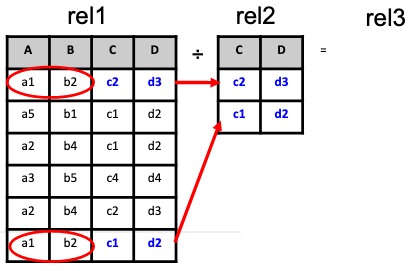 rel1 rel2 rel3
A B C D ÷ C D =
a1 b2 c2 d3 c2 d3
a5 b1 c1 d2 c1 d2
a2 b4 c1 d2
a3 b5 c4 d4
a2 b4 c2 d3
a1 b2 c1 d2